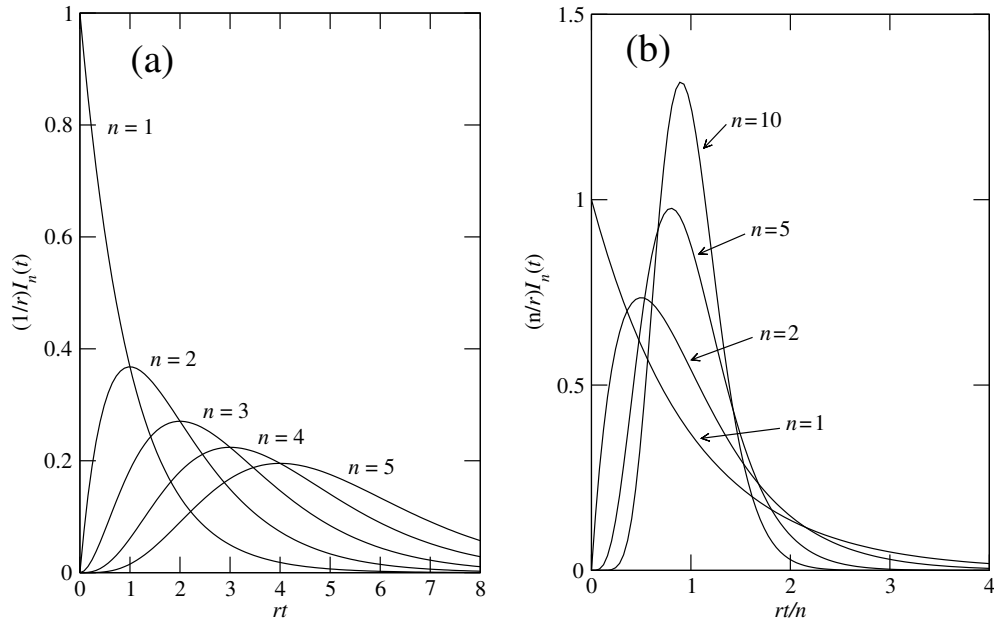 (a)
1
0.8
0.6
0.4
0.2
0
(1/r)I_n(t)
n = 1
n = 2
n = 3
n = 4
n = 5
0 1 2 3 4 5 6 7 8
rt
(b)
1.5
1
0.5
0
(n/r)I_n(t)
n=10
n=5
n=2
n=1
0 1 2 3 4
rt/n